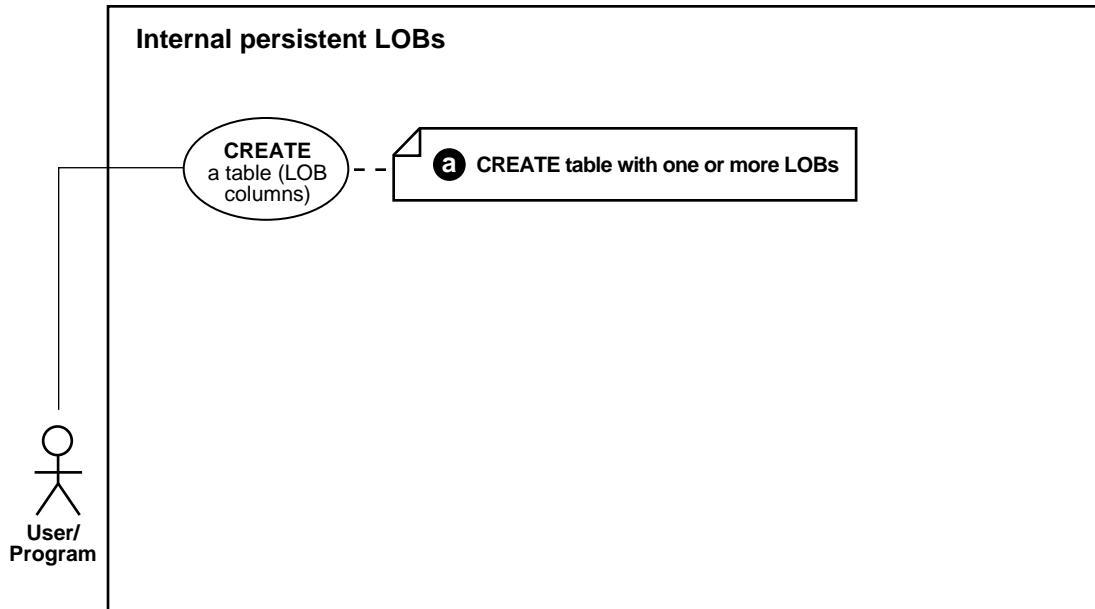 Internal persistent LOBs
CREATE
a table (LOB
columns)
a CREATE table with one or more LOBs
User/
Program